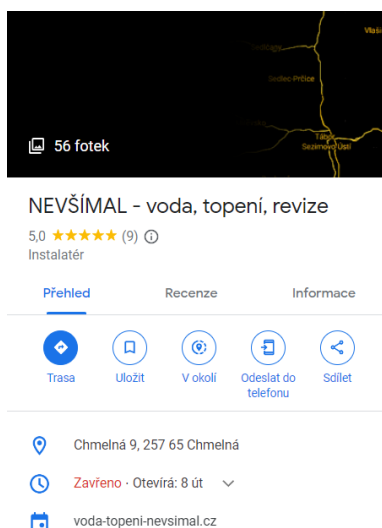 Vlaši
Sedlec-Prčice
Tábor
Sezimovo Ústí
56 fotek
NEVŠÍMAL - voda, topení, revize
5,0 ★★★★★ (9)
Instalatér
Přehled Recenze Informace
Trasa Uložit V okolí Odeslat do telefonu Sdílet
Chmelná 9, 257 65 Chmelná
Zavřeno · Otevírá: 8 út
voda-topeni-nevsimal.cz